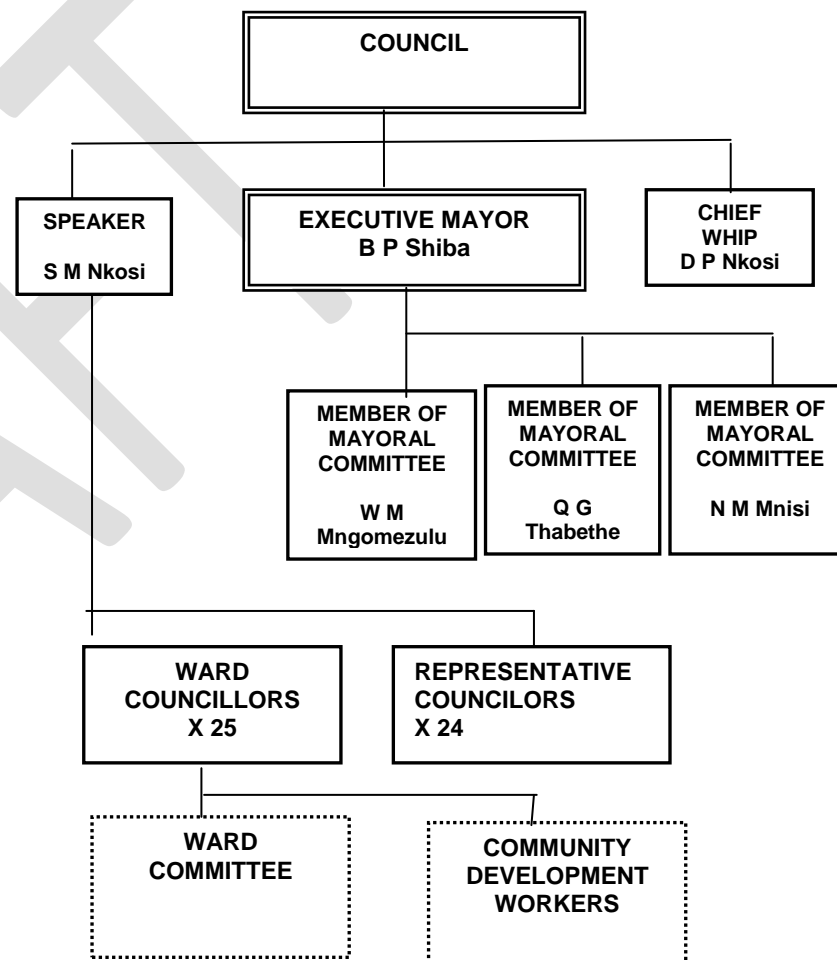 COUNCIL
SPEAKER
S M Nkosi
EXECUTIVE MAYOR
B P Shiba
CHIEF
WHIP
D P Nkosi
MEMBER OF
MAYORAL
COMMITTEE
W M
Mngomezulu
MEMBER OF
MAYORAL
COMMITTEE
Q G
Thabethe
MEMBER OF
MAYORAL
COMMITTEE
N M Mnisi
WARD
COUNCILLORS
X 25
REPRESENTATIVE
COUNCILORS
X 24
WARD
COMMITTEE
COMMUNITY
DEVELOPMENT
WORKERS